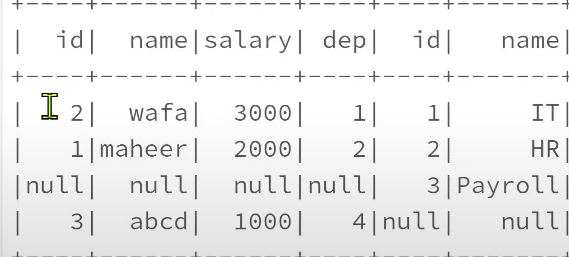 +----+------+------+----+----+-------+
|  id|  name|salary| dep|  id|   name|
+----+------+------+----+----+-------+
|   2|  wafa|  3000|   1|   1|     IT|
|   1|maheer|  2000|   2|   2|     HR|
|null|  null|  null|null|   3|Payroll|
|   3|  abcd|  1000|   4|null|   null|
+----+------+------+----+----+-------+